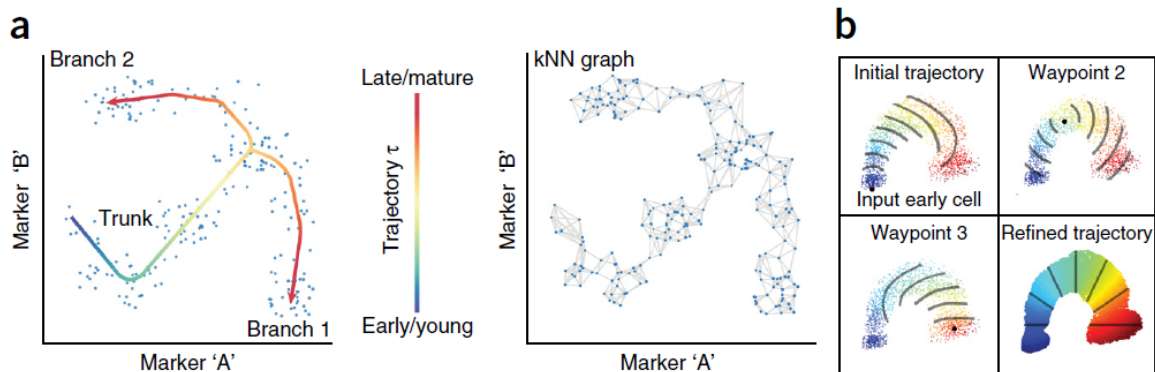 a
Branch 2
Late/mature
Trajectory τ
Early/young
Trunk
Branch 1
Marker 'B'
Marker 'A'
kNN graph
Marker 'B'
Marker 'A'
b
Initial trajectory
Input early cell
Waypoint 2
Waypoint 3
Refined trajectory